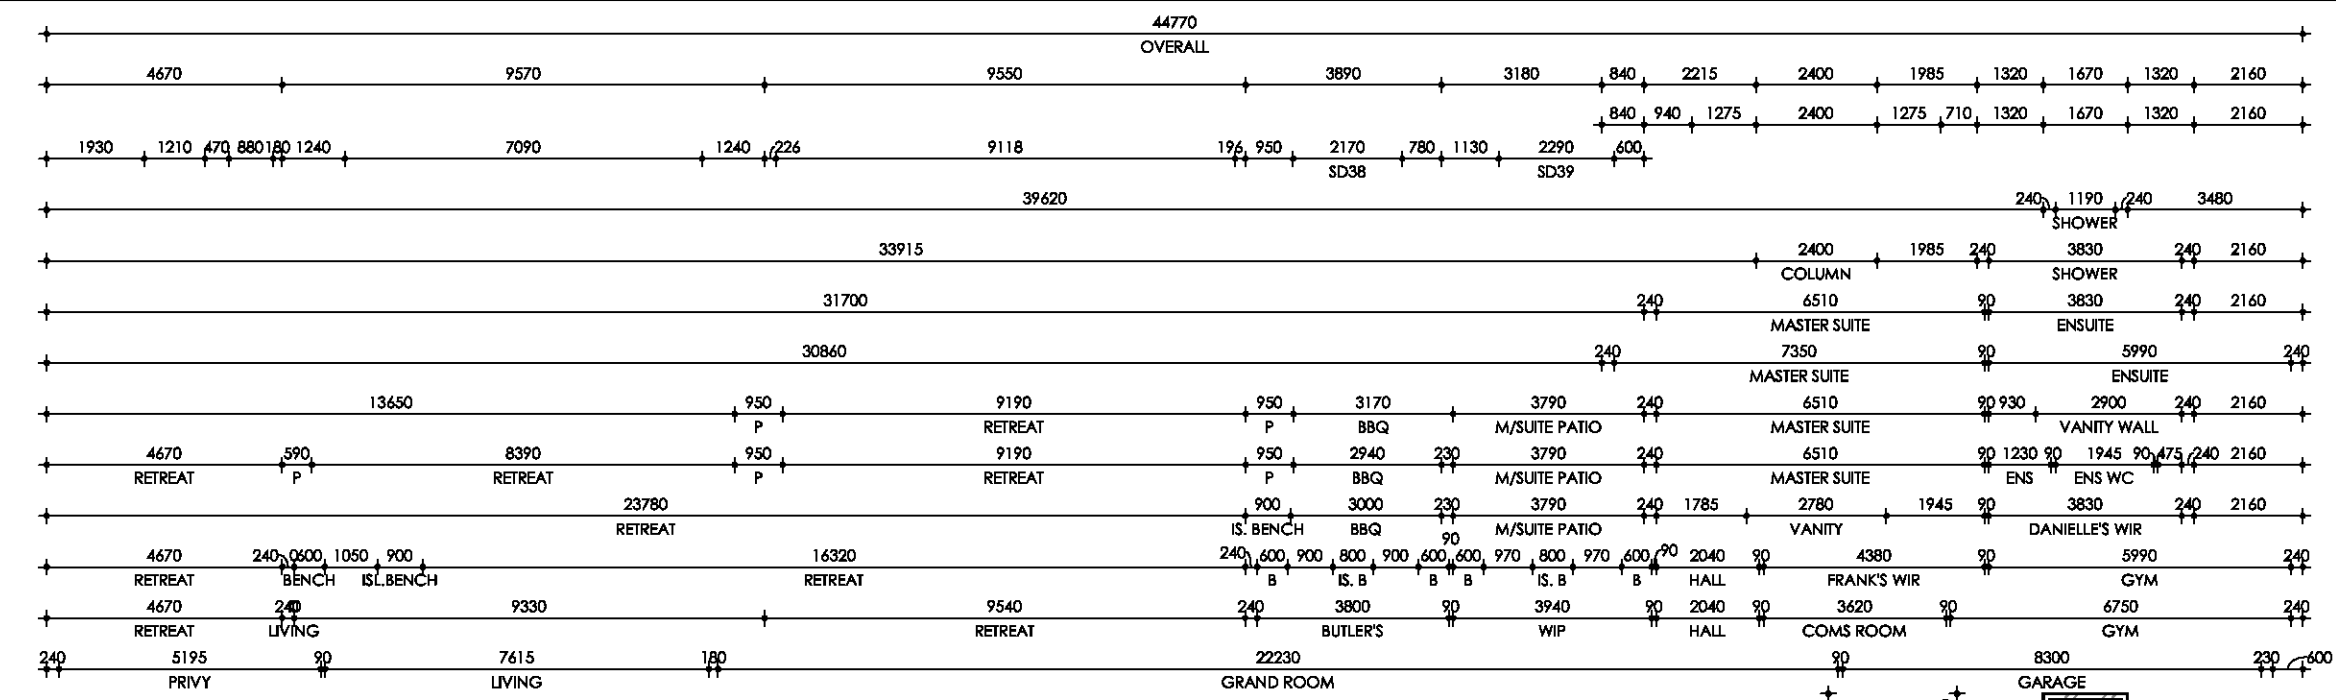 44770
OVERALL
4670 9570 9550 3890 3180 840 2215 2400 1985 1320 1670 1320 2160
840 940 1275 2400 1275 710 1320 1670 1320 2160
1930 1210 470 880 180 1240 7090 1240 226 9118 196 950 2170 780 1130 2290 600
SD38 SD39
39620 240 1190 240 3480
SHOWER
33915 2400 1985 240 3830 240 2160
COLUMN SHOWER
31700 240 6510 90 3830 240 2160
MASTER SUITE ENSUITE
30860 240 7350 90 5990 240
MASTER SUITE ENSUITE
13650 950 9190 950 3170 3790 240 6510 90 930 2900 240 2160
P RETREAT P BBQ M/SUITE PATIO MASTER SUITE VANITY WALL
4670 590 8390 950 9190 950 2940 230 3790 240 6510 90 1230 90 1945 90 475 240 2160
RETREAT P RETREAT P RETREAT P BBQ M/SUITE PATIO MASTER SUITE ENS ENS WC
23780 900 3000 230 3790 240 1785 2780 1945 90 3830 240 2160
RETREAT IS. BENCH BBQ M/SUITE PATIO VANITY DANIELLE'S WIR
90
4670 240 0600 1050 900 16320 240 600 900 800 900 600 600 970 800 970 600 90 2040 90 4380 90 5990 240
RETREAT BENCH ISL.BENCH RETREAT B IS. B B B IS. B B HALL FRANK'S WIR GYM
4670 240 9330 9540 240 3800 90 3940 90 2040 90 3620 90 6750 240
RETREAT LIVING RETREAT BUTLER'S WIP HALL COMS ROOM GYM
240 5195 90 7615 180 22230 90 8300 230 600
PRIVY LIVING GRAND ROOM GARAGE